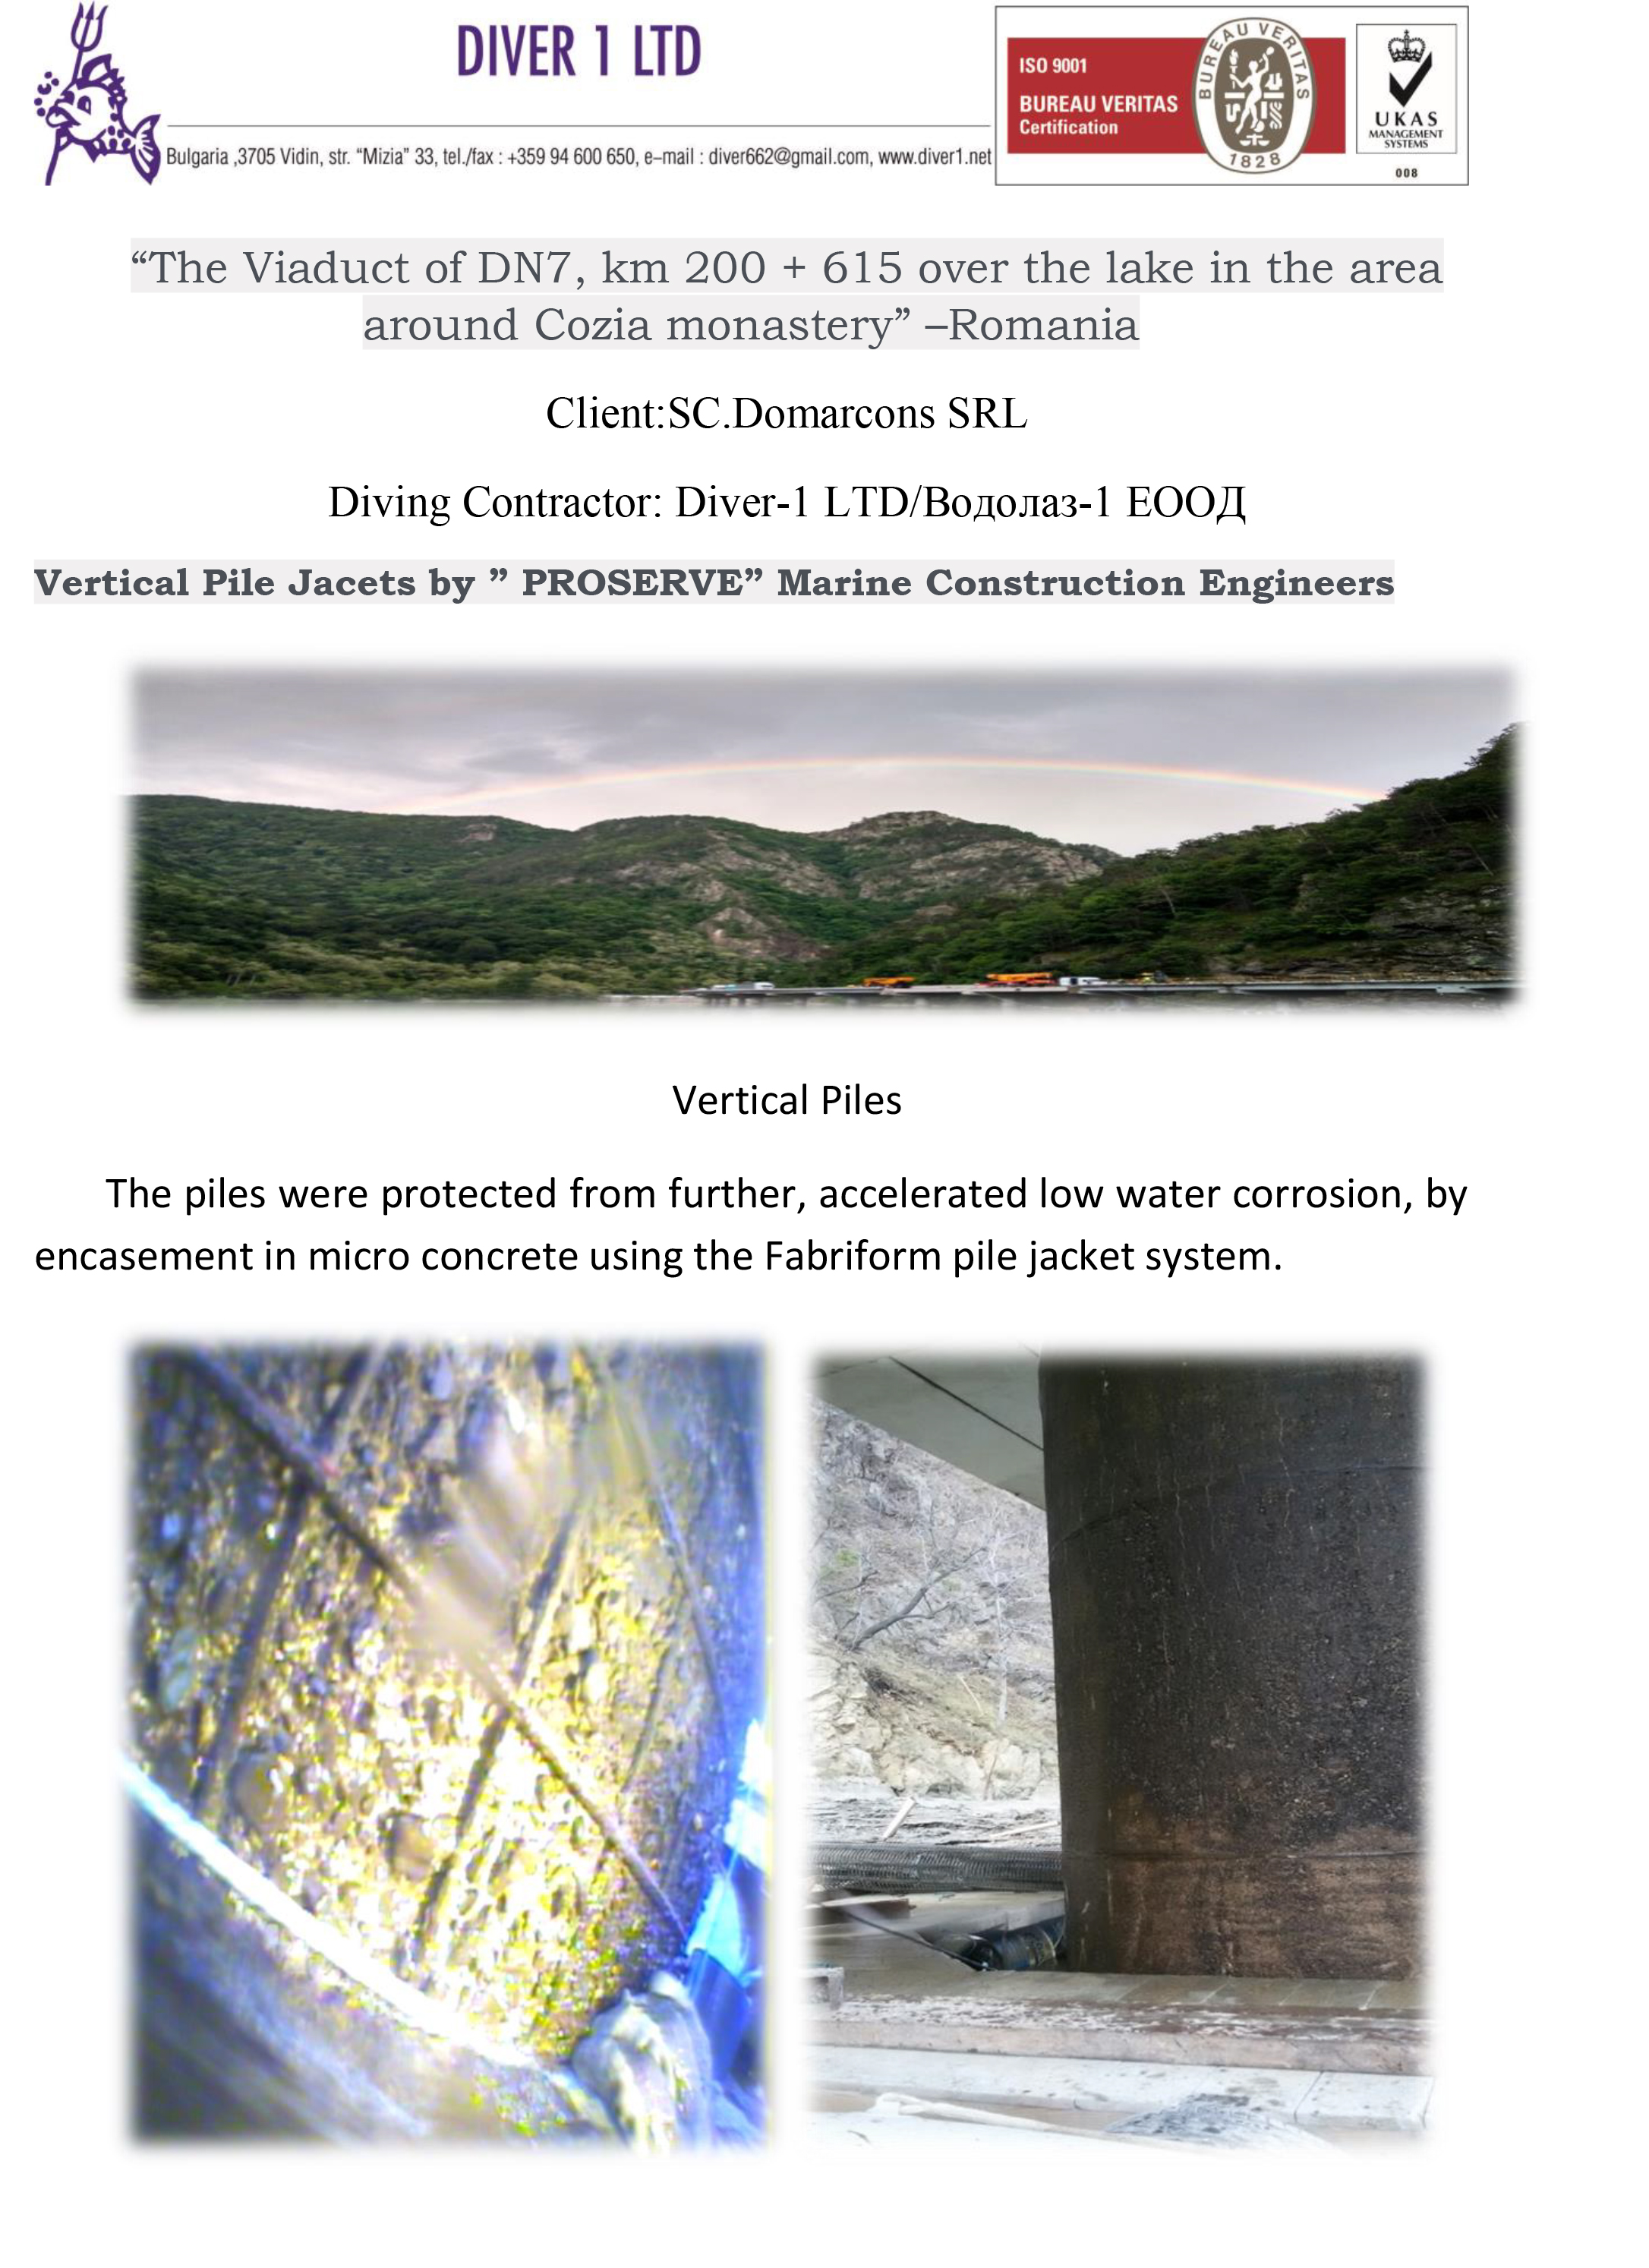 DIVER 1 LTD
Bulgaria ,3705 Vidin, str. “Mizia” 33, tel./fax : +359 94 600 650, e–mail : diver662@gmail.com, www.diver1.net
ISO 9001
BUREAU VERITAS
Certification
BUREAU VERITAS
1828
UKAS
MANAGEMENT
SYSTEMS
008
“The Viaduct of DN7, km 200 + 615 over the lake in the area
around Cozia monastery” –Romania
Client:SC.Domarcons SRL
Diving Contractor: Diver-1 LTD/Водолаз-1 ЕООД
Vertical Pile Jacets by ” PROSERVE” Marine Construction Engineers
Vertical Piles
The piles were protected from further, accelerated low water corrosion, by
encasement in micro concrete using the Fabriform pile jacket system.